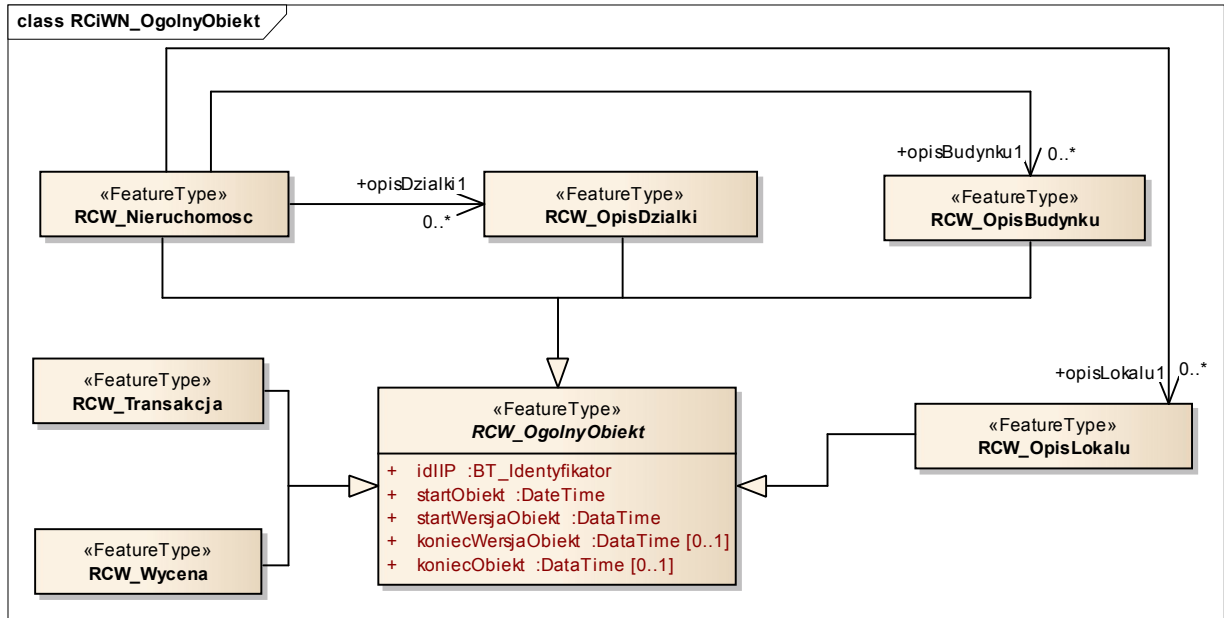 class RCiWN_OgolnyObiekt
+opisBudynku1 0..*
«FeatureType»
RCW_Nieruchomosc
+opisDzialki1
0..*
«FeatureType»
RCW_OpisDzialki
«FeatureType»
RCW_OpisBudynku
«FeatureType»
RCW_Transakcja
+opisLokalu1 0..*
«FeatureType»
RCW_OgolnyObiekt
+ idIIP :BT_Identyfikator
+ startObiekt :DateTime
+ startWersjaObiekt :DataTime
+ koniecWersjaObiekt :DataTime [0..1]
+ koniecObiekt :DataTime [0..1]
«FeatureType»
RCW_OpisLokalu
«FeatureType»
RCW_Wycena